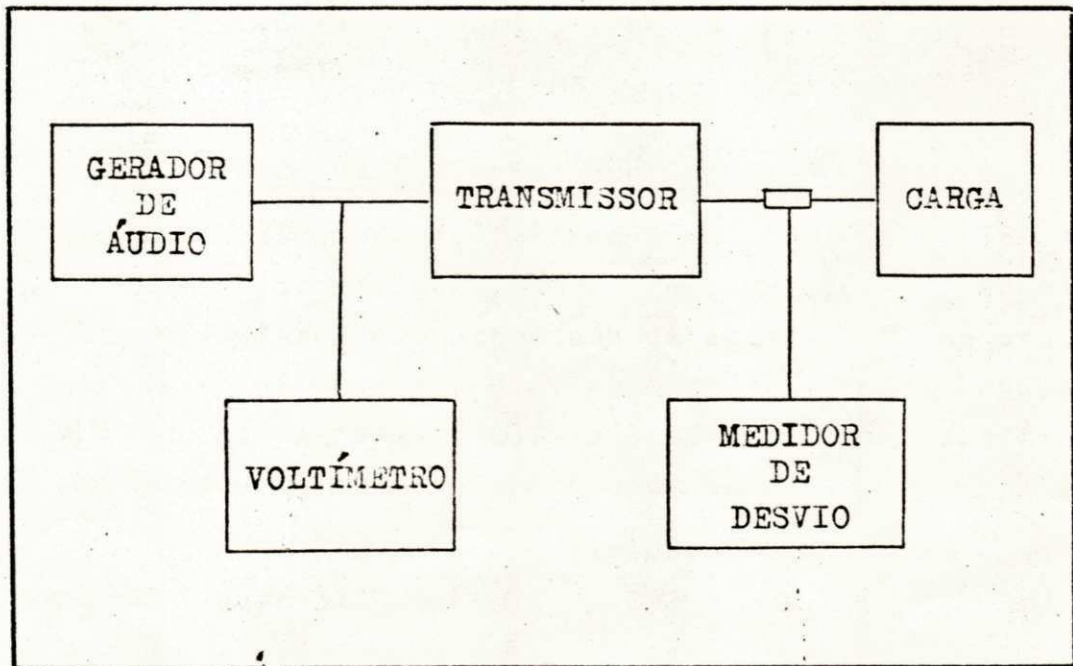 GERADOR
DE
ÁUDIO
TRANSMISSOR
CARGA
VOLTÍMETRO
MEDIDOR
DE
DESVIO